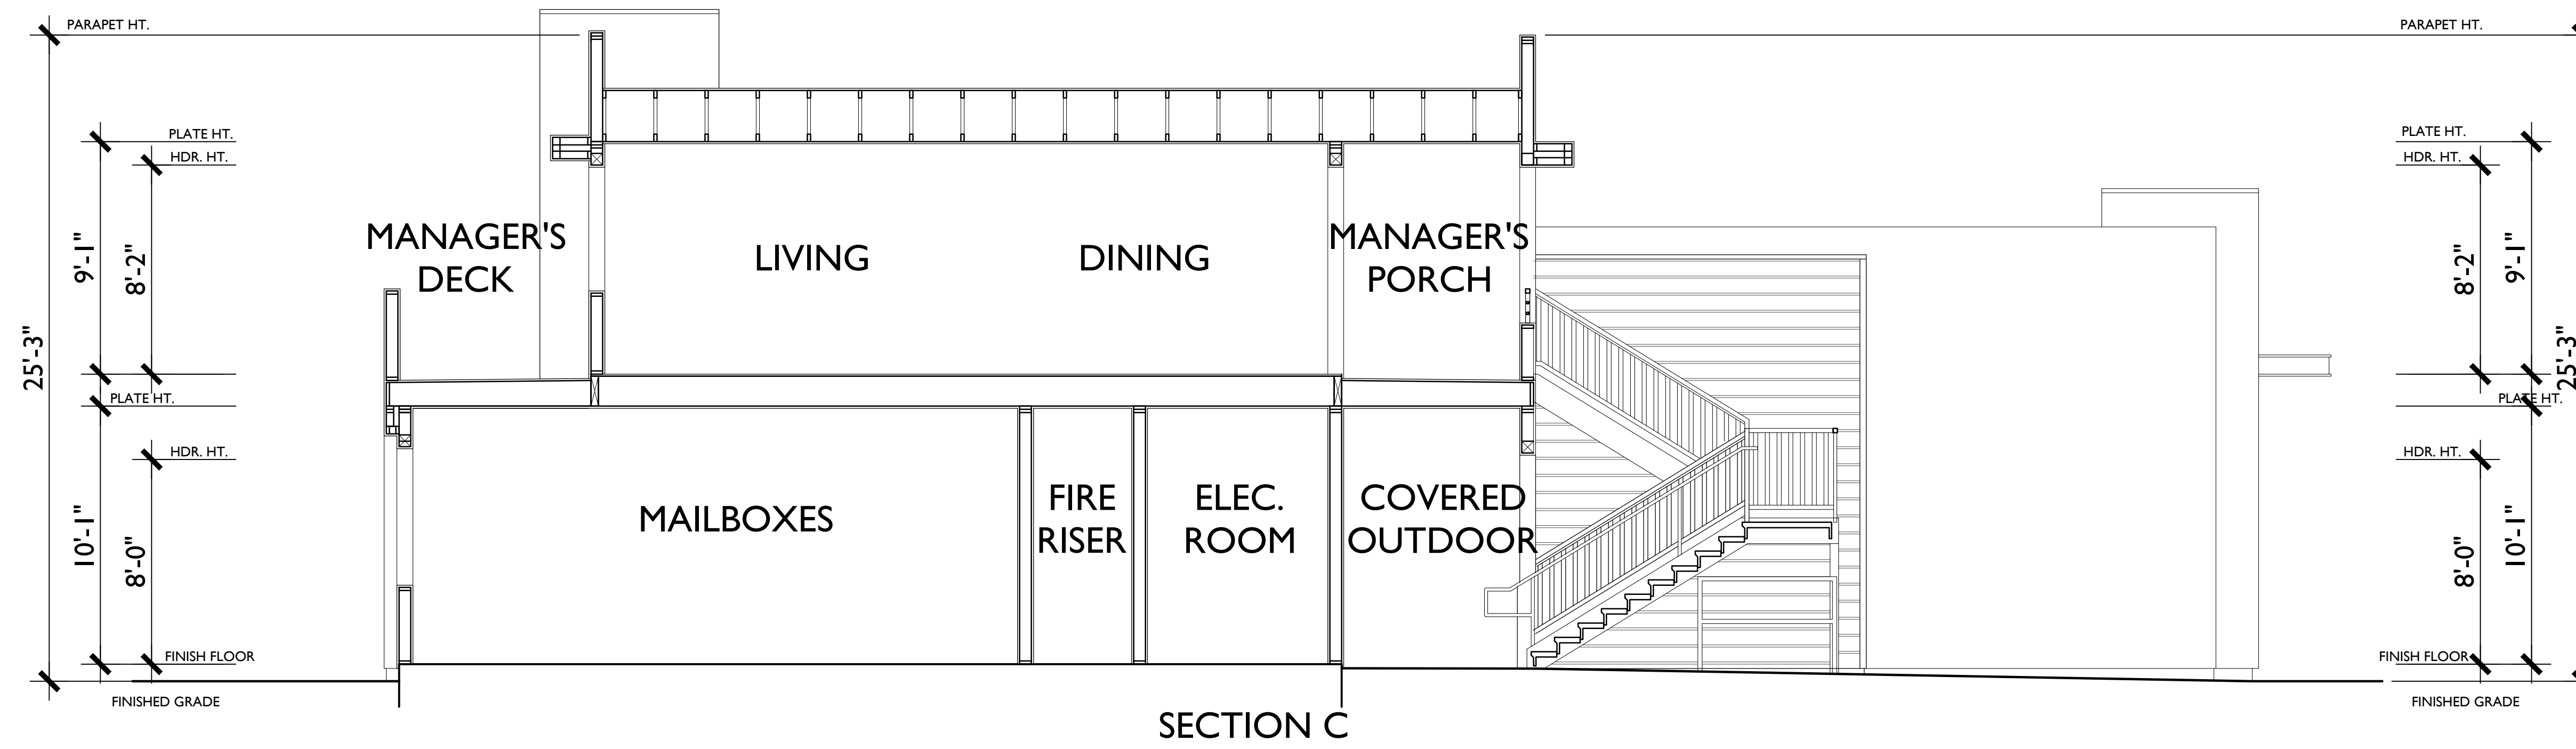 PARAPET HT.
PARAPET HT.
PLATE HT.
HDR. HT.
PLATE HT.
HDR. HT.
9'-1"
8'-2"
MANAGER'S
DECK
LIVING
DINING
MANAGER'S
PORCH
8'-2"
9'-1"
25'-3"
25'-3"
PLATE HT.
PLATE HT.
HDR. HT.
HDR. HT.
10'-1"
8'-0"
MAILBOXES
FIRE
RISER
ELEC.
ROOM
COVERED
OUTDOOR
8'-0"
10'-1"
FINISH FLOOR
FINISH FLOOR
FINISHED GRADE
FINISHED GRADE
SECTION C